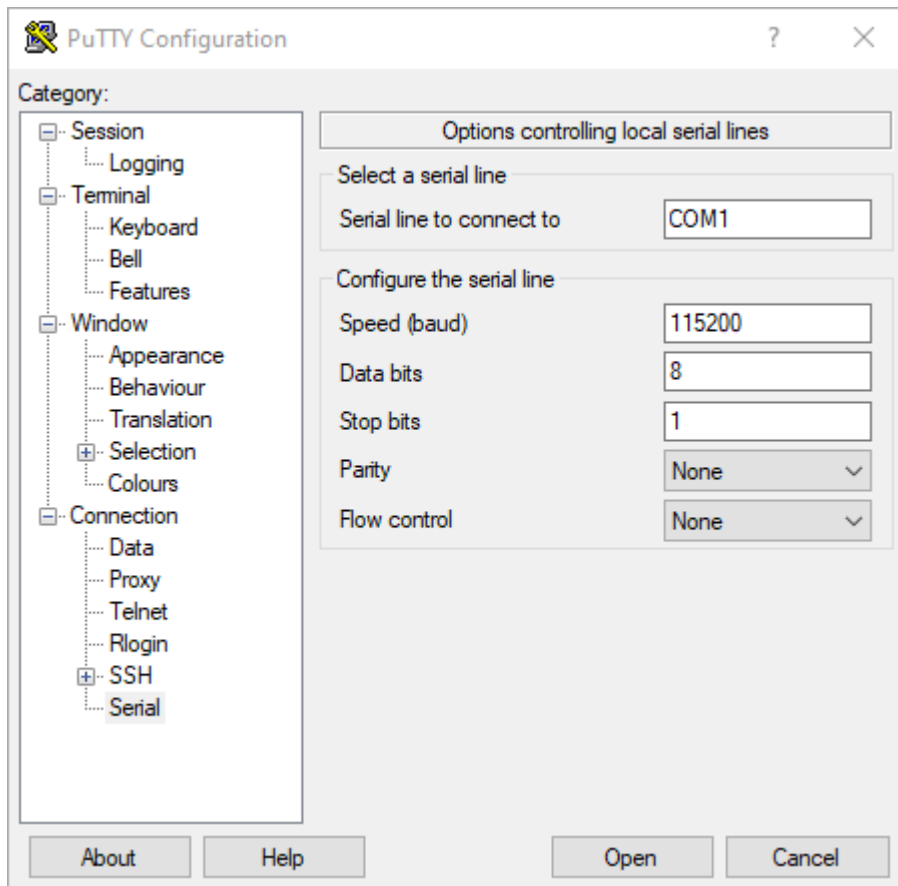 PuTTY Configuration
Category:
Session
Logging
Terminal
Keyboard
Bell
Features
Window
Appearance
Behaviour
Translation
Selection
Colours
Connection
Data
Proxy
Telnet
Rlogin
SSH
Serial
Options controlling local serial lines
Select a serial line
Serial line to connect to COM1
Configure the serial line
Speed (baud) 115200
Data bits 8
Stop bits 1
Parity None
Flow control None
About Help Open Cancel